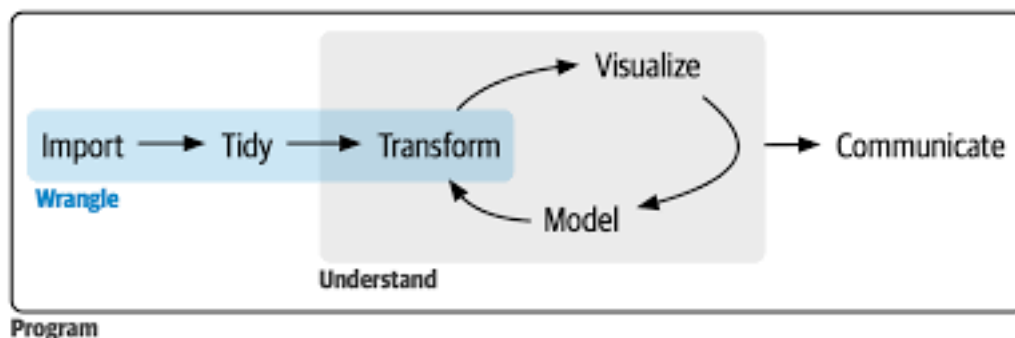 Visualize
Import Tidy Transform Communicate
Wrangle
Model
Understand
Program